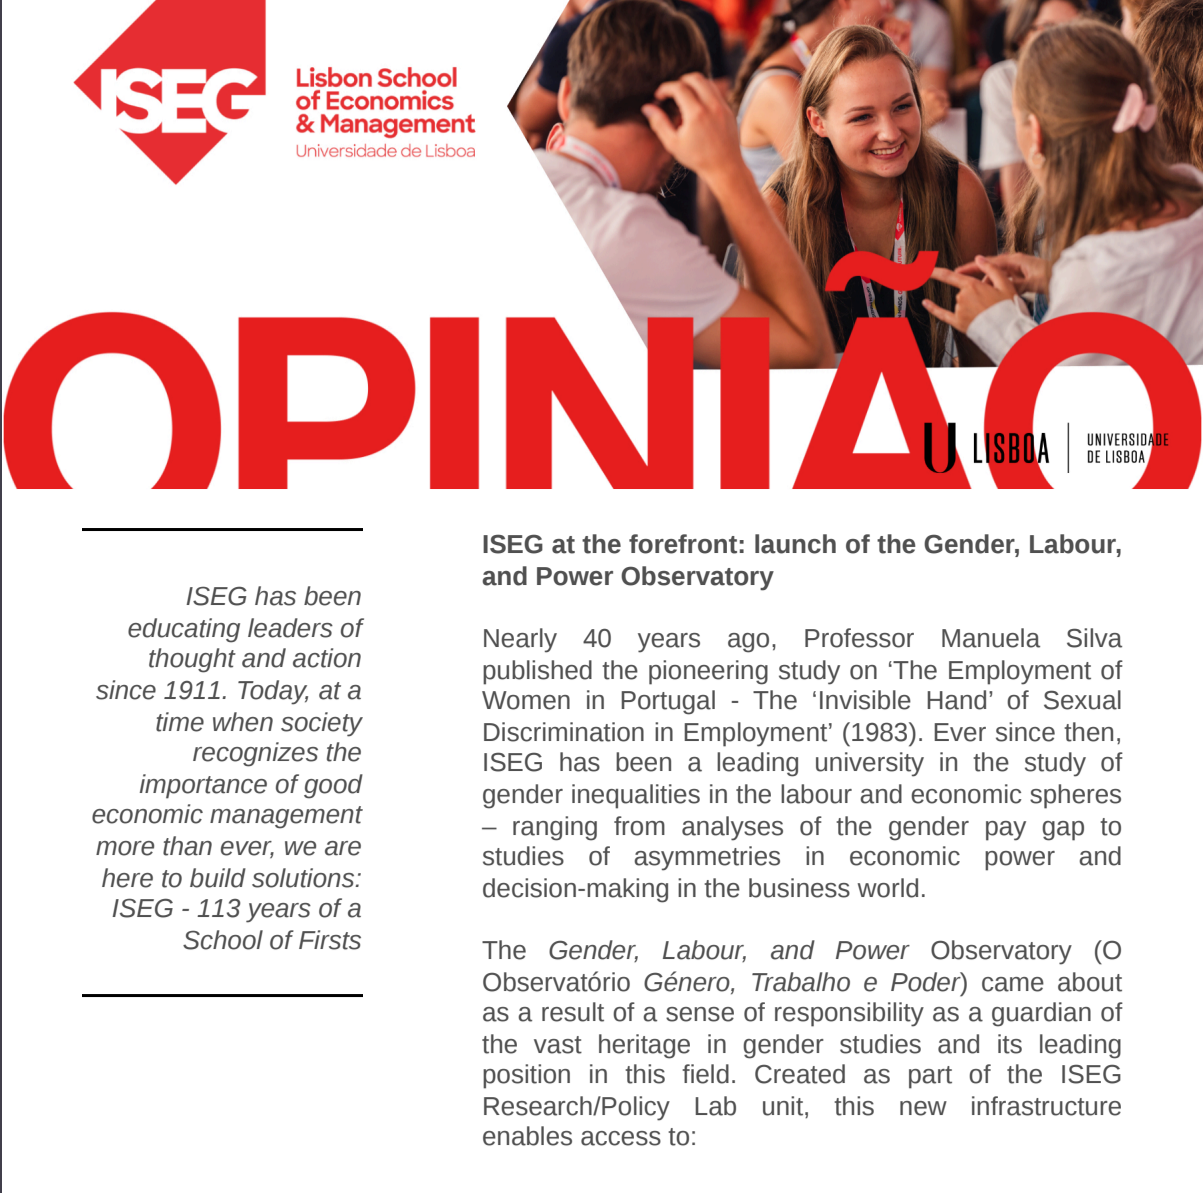 ISEG
Lisbon School
of Economics
& Management
Universidade de Lisboa
OPINIÃO
U LISBOA
UNIVERSIDADE
DE LISBOA
ISEG has been
educating leaders of
thought and action
since 1911. Today, at a
time when society
recognizes the
importance of good
economic management
more than ever, we are
here to build solutions:
ISEG - 113 years of a
School of Firsts
ISEG at the forefront: launch of the Gender, Labour,
and Power Observatory
Nearly 40 years ago, Professor Manuela Silva
published the pioneering study on ‘The Employment of
Women in Portugal - The ‘Invisible Hand’ of Sexual
Discrimination in Employment’ (1983). Ever since then,
ISEG has been a leading university in the study of
gender inequalities in the labour and economic spheres
– ranging from analyses of the gender pay gap to
studies of asymmetries in economic power and
decision-making in the business world.
The Gender, Labour, and Power Observatory (O
Observatório Género, Trabalho e Poder) came about
as a result of a sense of responsibility as a guardian of
the vast heritage in gender studies and its leading
position in this field. Created as part of the ISEG
Research/Policy Lab unit, this new infrastructure
enables access to: